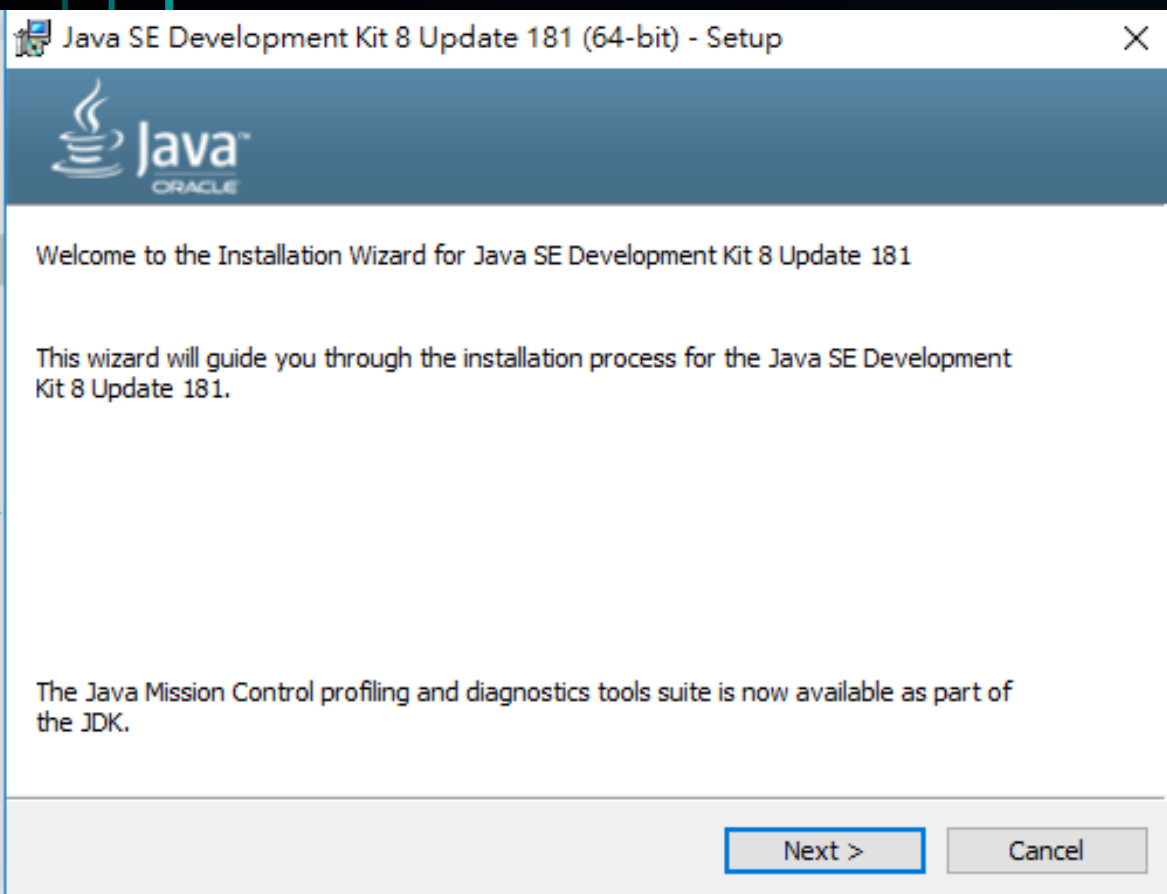 Java SE Development Kit 8 Update 181 (64-bit) - Setup
Java™
ORACLE
Welcome to the Installation Wizard for Java SE Development Kit 8 Update 181
This wizard will guide you through the installation process for the Java SE Development
Kit 8 Update 181.
The Java Mission Control profiling and diagnostics tools suite is now available as part of
the JDK.
Next >
Cancel